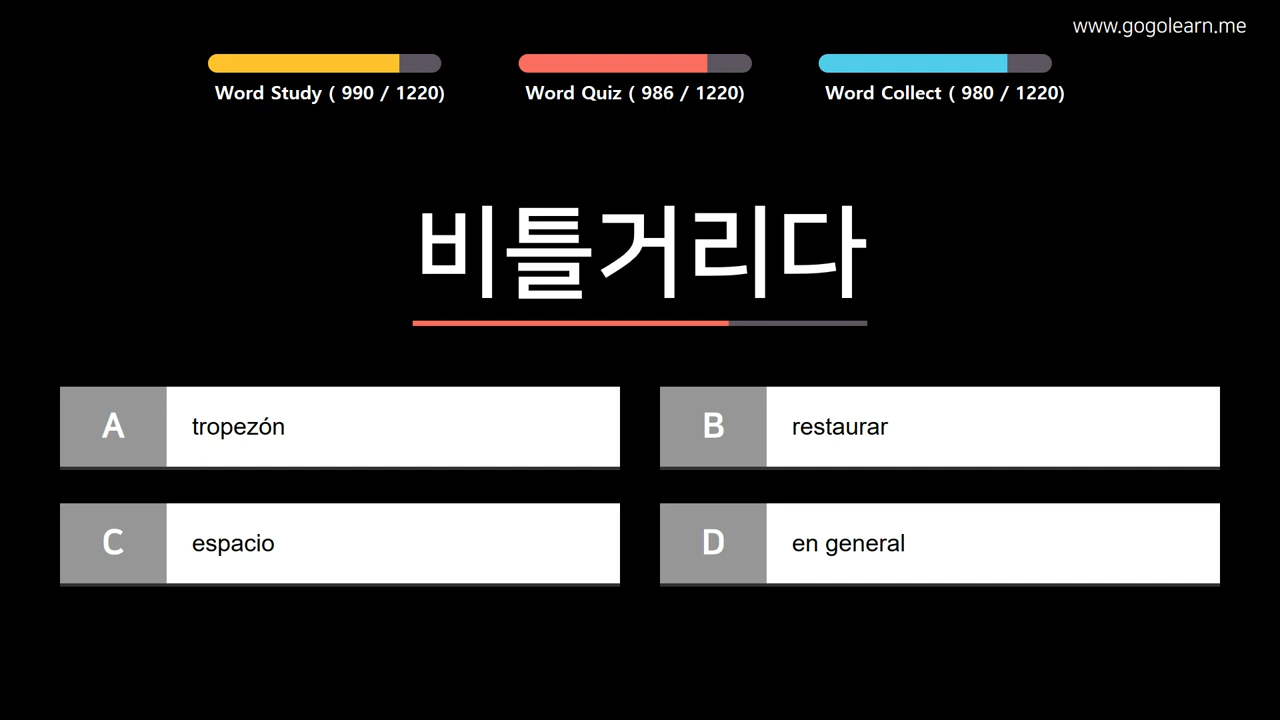 www.gogolearn.me
Word Study ( 990 / 1220)
Word Quiz ( 986 / 1220)
Word Collect ( 980 / 1220)
비틀거리다
A tropezón
B restaurar
C espacio
D en general